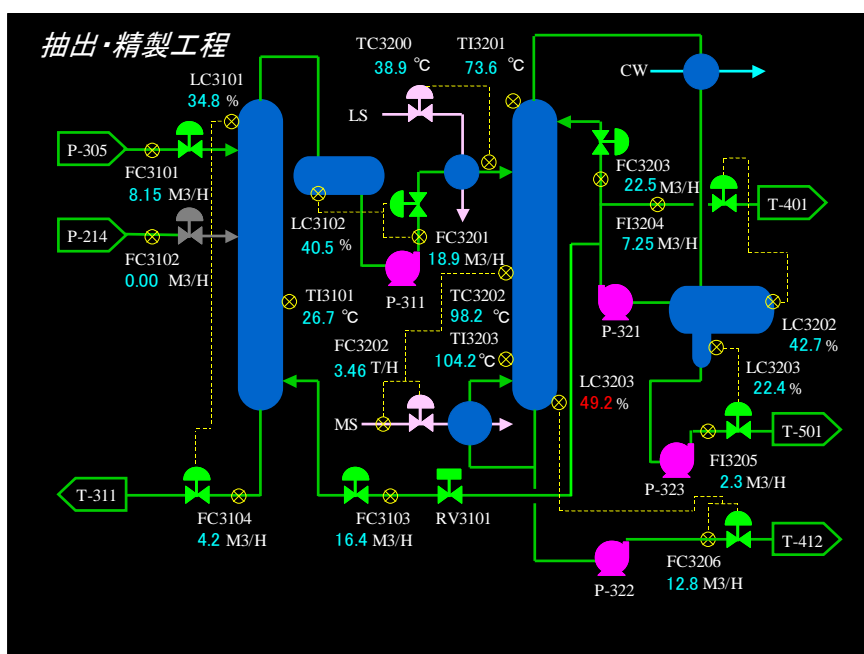 抽出・精製工程
LC3101
34.8 %
P-305
FC3101
8.15 M3/H
P-214
FC3102
0.00 M3/H
TI3101
26.7 ℃
T-311
FC3104
4.2 M3/H
LC3102
40.5 %
P-311
TC3200
38.9 ℃
LS
FC3201
18.9 M3/H
TI3201
73.6 ℃
TC3202
98.2 ℃
TI3203
104.2 ℃
FC3202
3.46 T/H
MS
FC3103
16.4 M3/H
RV3101
LC3203
49.2 %
CW
FC3203
22.5 M3/H
FI3204
7.25 M3/H
T-401
P-321
LC3202
42.7 %
LC3203
22.4 %
P-323
FI3205
2.3 M3/H
T-501
P-322
FC3206
12.8 M3/H
T-412